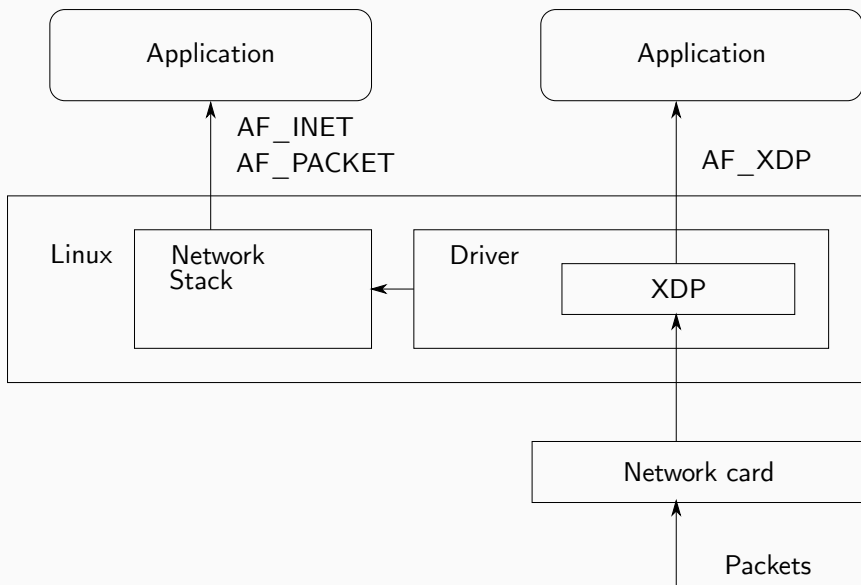 Application
Application
AF_INET
AF_PACKET
AF_XDP
Linux
Network
Stack
Driver
XDP
Network card
Packets